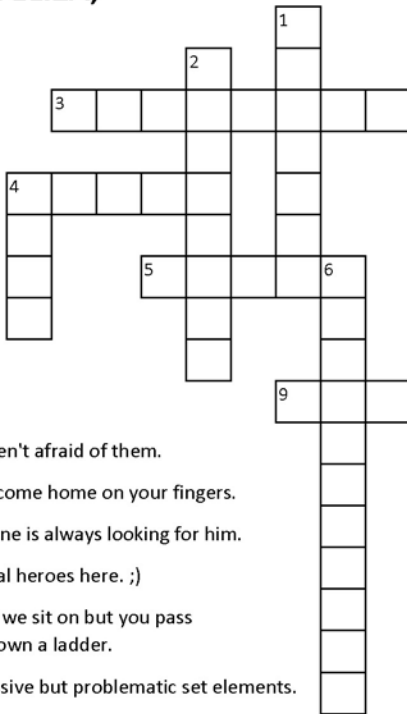 1
2
3
4
5
6
9
en't afraid of them.
come home on your fingers.
ne is always looking for him.
al heroes here. ;)
we sit on but you pass
own a ladder.
sive but problematic set elements.